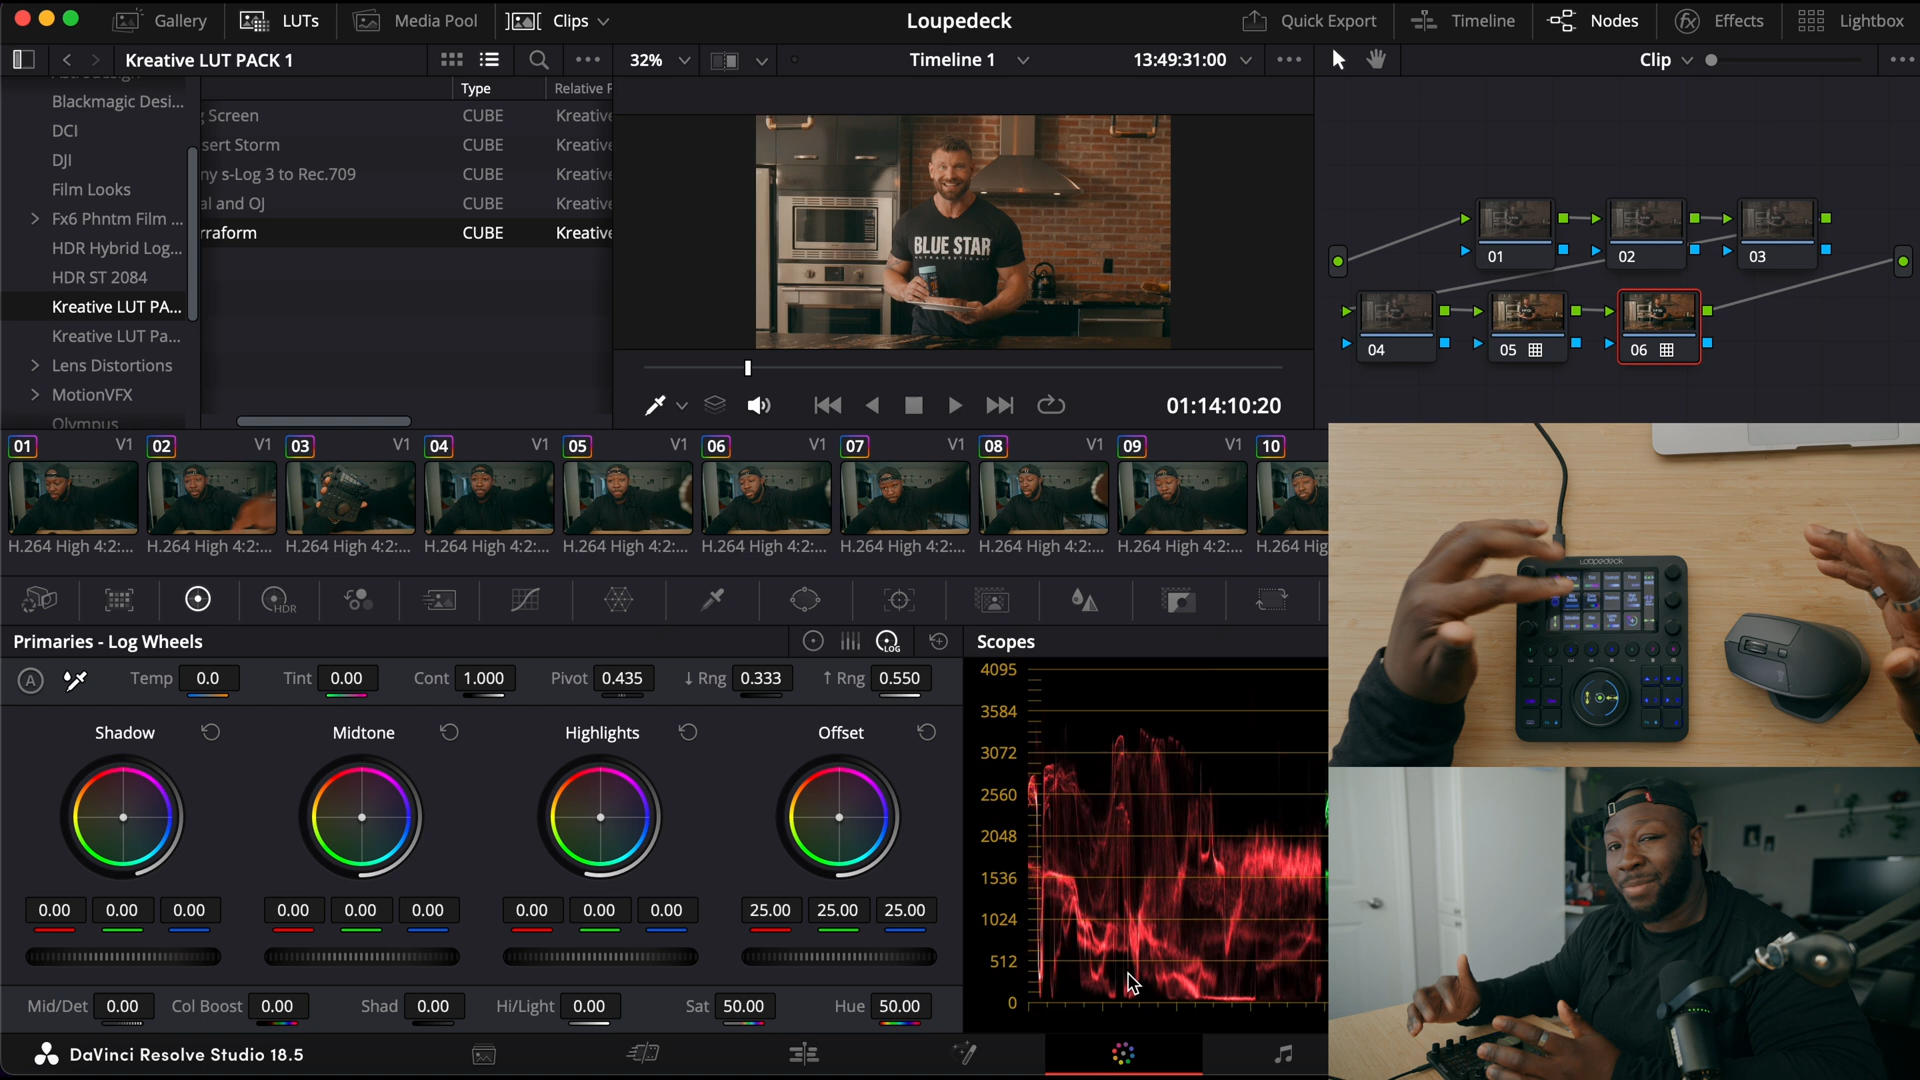 Gallery LUTs Media Pool Clips Loupedeck Quick Export Timeline Nodes Effects Lightbox
Kreative LUT PACK 1 32% Timeline 1 13:49:31:00 Clip
Type Relative P
Blackmagic Desi...
DCI
DJI
Film Looks
Fx6 Phntm Film ...
HDR Hybrid Log...
HDR ST 2084
Kreative LUT PA...
Kreative LUT Pa...
Lens Distortions
MotionVFX
Olympus
g Screen CUBE Kreative
sert Storm CUBE Kreative
ny s-Log 3 to Rec.709 CUBE Kreative
al and OJ CUBE Kreative
rraform CUBE Kreative
BLUE STAR
NUTRACEUTICALS
01:14:10:20
01 02 03
04 05 06
01 V1 02 V1 03 V1 04 V1 05 V1 06 V1 07 V1 08 V1 09 V1 10
H.264 High 4:2:... H.264 High 4:2:... H.264 High 4:2:... H.264 High 4:2:... H.264 High 4:2:... H.264 High 4:2:... H.264 High 4:2:... H.264 High 4:2:... H.264 High 4:2:... H.264 High
HDR
Primaries - Log Wheels LOG Scopes
A Temp 0.0 Tint 0.00 Cont 1.000 Pivot 0.435 ↓ Rng 0.333 ↑ Rng 0.550
Shadow Midtone Highlights Offset
0.00 0.00 0.00 0.00 0.00 0.00 0.00 0.00 0.00 25.00 25.00 25.00
Mid/Det 0.00 Col Boost 0.00 Shad 0.00 Hi/Light 0.00 Sat 50.00 Hue 50.00
4095
3584
3072
2560
2048
1536
1024
512
0
DaVinci Resolve Studio 18.5
Loupedeck